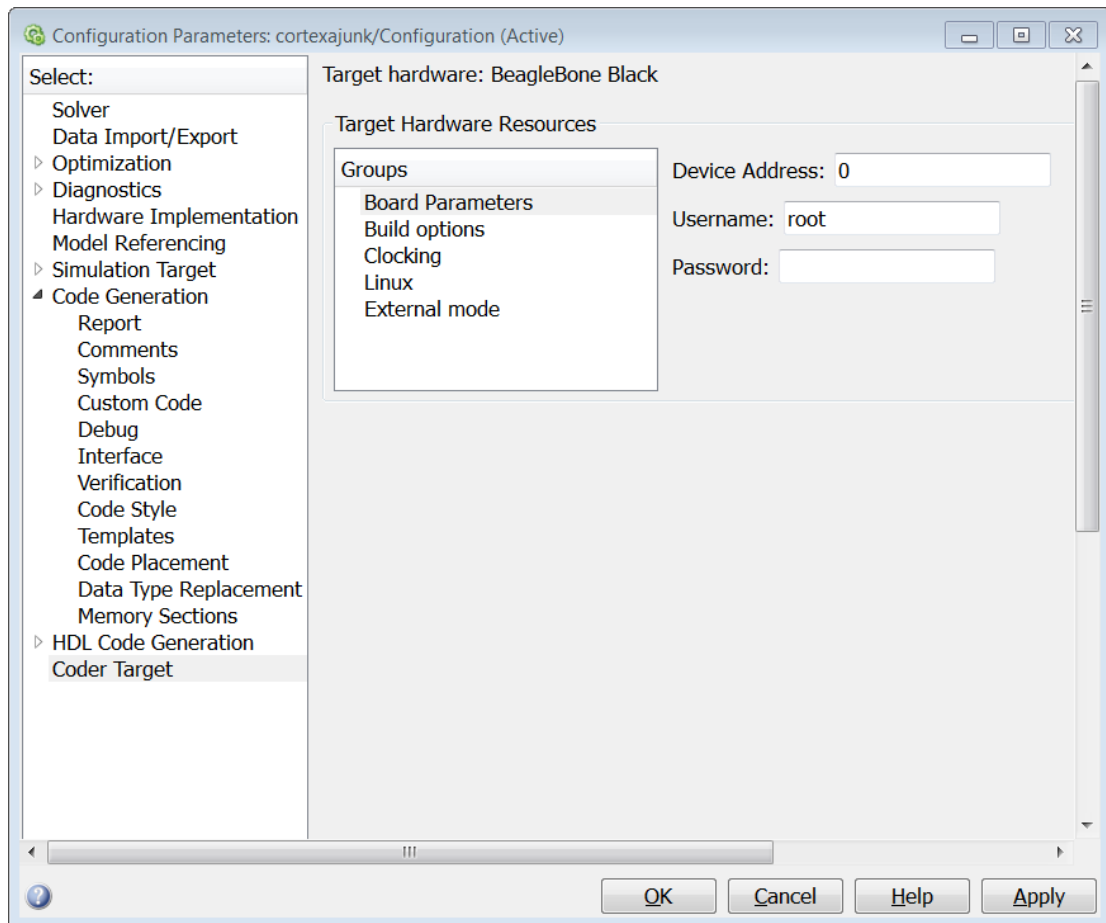 Configuration Parameters: cortexajunk/Configuration (Active)
Select:
Solver
Data Import/Export
Optimization
Diagnostics
Hardware Implementation
Model Referencing
Simulation Target
Code Generation
Report
Comments
Symbols
Custom Code
Debug
Interface
Verification
Code Style
Templates
Code Placement
Data Type Replacement
Memory Sections
HDL Code Generation
Coder Target
Target hardware: BeagleBone Black
Target Hardware Resources
Groups
Board Parameters
Build options
Clocking
Linux
External mode
Device Address: 0
Username: root
Password:
OK
Cancel
Help
Apply